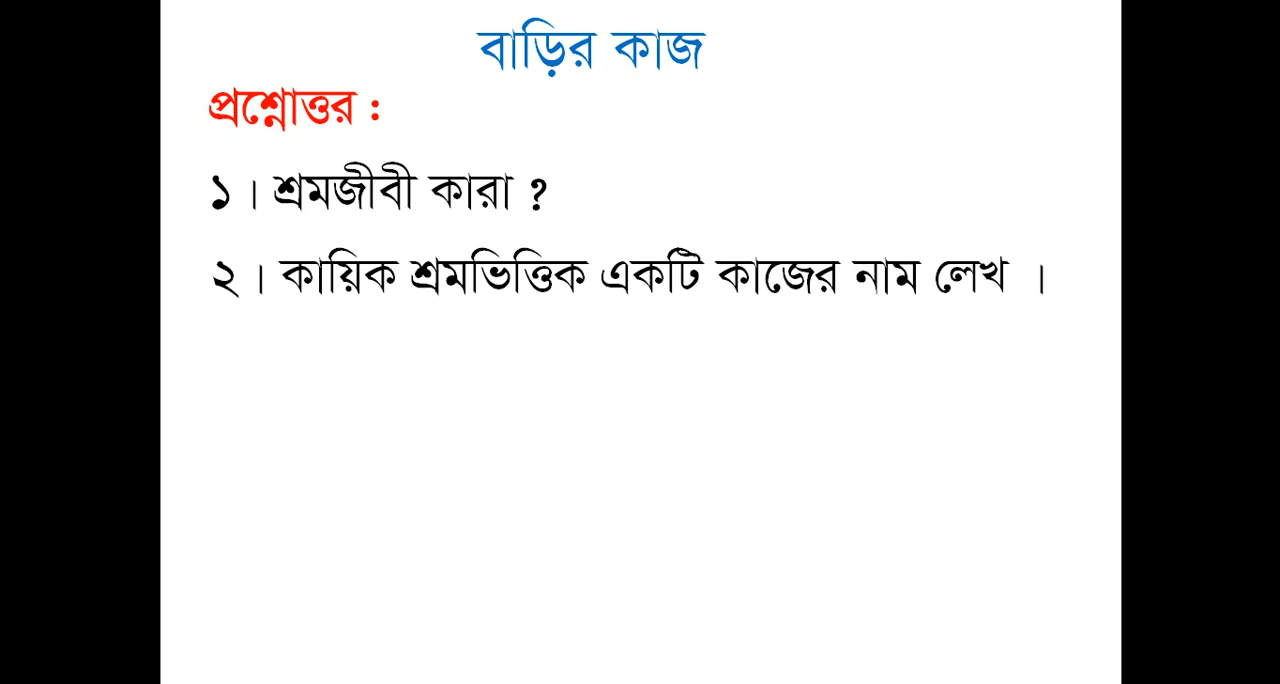 বাড়ির কাজ
প্রশ্নোত্তর :
১। শ্রমজীবী কারা ?
২। কায়িক শ্রমভিত্তিক একটি কাজের নাম লেখ ।